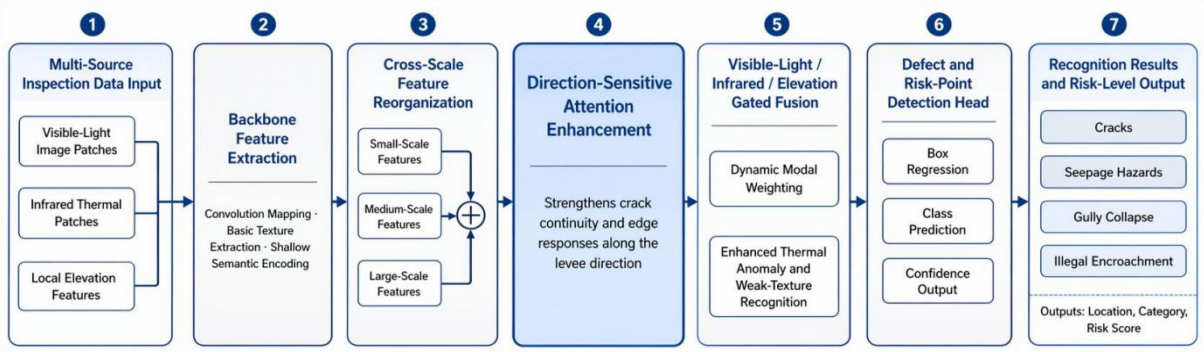 1
Multi-Source
Inspection Data Input
Visible-Light
Image Patches
Infrared Thermal
Patches
Local Elevation
Features
2
Backbone
Feature
Extraction
Convolution Mapping ·
Basic Texture
Extraction · Shallow
Semantic Encoding
3
Cross-Scale
Feature
Reorganization
Small-Scale
Features
Medium-Scale
Features
Large-Scale
Features
4
Direction-Sensitive
Attention
Enhancement
Strengthens crack
continuity and edge
responses along the
levee direction
5
Visible-Light /
Infrared / Elevation
Gated Fusion
Dynamic Modal
Weighting
Enhanced Thermal
Anomaly and
Weak-Texture
Recognition
6
Defect and
Risk-Point
Detection Head
Box
Regression
Class
Prediction
Confidence
Output
7
Recognition Results
and Risk-Level Output
Cracks
Seepage Hazards
Gully Collapse
Illegal Encroachment
Outputs: Location, Category,
Risk Score